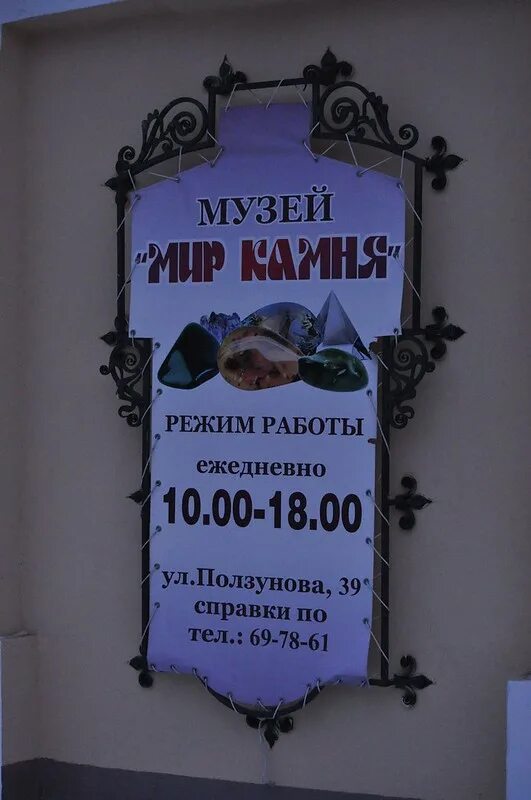 МУЗЕЙ
"МИР КАМНЯ"
РЕЖИМ РАБОТЫ
ежедневно
10.00-18.00
ул.Ползунова, 39
справки по
тел.: 69-78-61